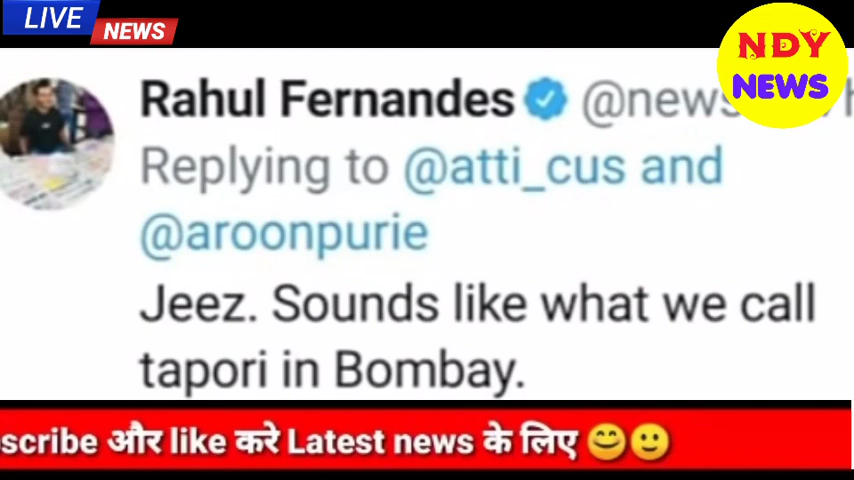 LIVE
NEWS
NDY
NEWS
Rahul Fernandes
Replying to @atti_cus and
@aroonpurie
Jeez. Sounds like what we call
tapori in Bombay.
scribe और like करे Latest news के लिए 😊🙂